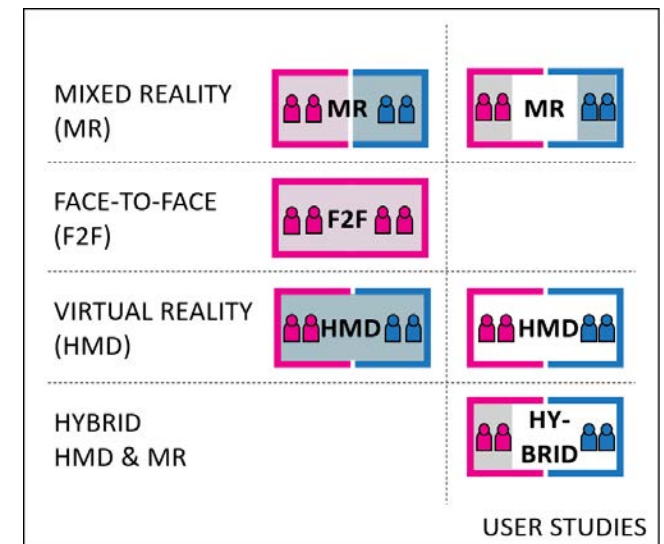 MIXED REALITY
(MR)
MR
MR
FACE-TO-FACE
(F2F)
F2F
VIRTUAL REALITY
(HMD)
HMD
HMD
HYBRID
HMD & MR
HY-
BRID
USER STUDIES